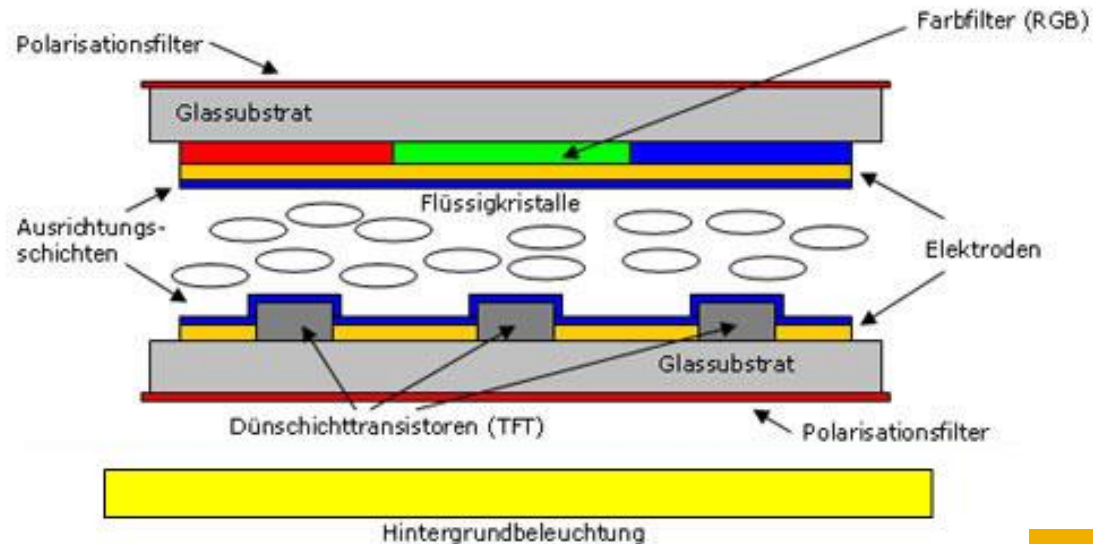 Farbfilter (RGB)
Polarisationsfilter
Glassubstrat
Flüssigkristalle
Ausrichtungs-
schichten
Elektroden
Glassubstrat
Dünschichttransistoren (TFT)
Polarisationsfilter
Hintergrundbeleuchtung